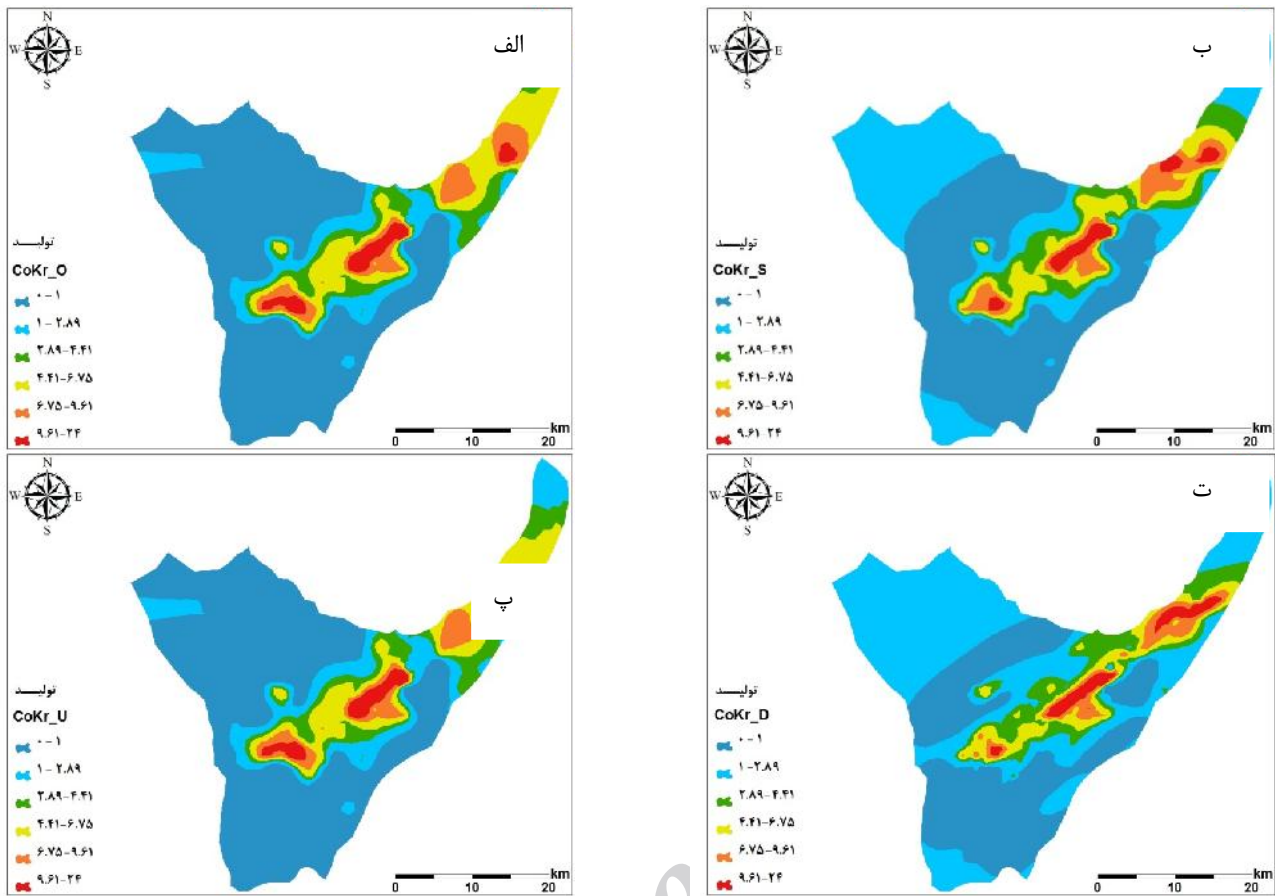 N
W E
S
الف
تولیــد
CoKr_O
۰-۱
۱-۲.۸۹
۲.۸۹-۴.۴۱
۴.۴۱-۶.۷۵
۶.۷۵-۹.۶۱
۹.۶۱-۲۴
km
0 10 20
N
W E
S
ب
تولیــد
CoKr_S
۰-۱
۱-۲.۸۹
۲.۸۹-۴.۴۱
۴.۴۱-۶.۷۵
۶.۷۵-۹.۶۱
۹.۶۱-۲۴
km
0 10 20
N
W E
S
پ
تولیــد
CoKr_U
۰-۱
۱-۲.۸۹
۲.۸۹-۴.۴۱
۴.۴۱-۶.۷۵
۶.۷۵-۹.۶۱
۹.۶۱-۲۴
km
0 10 20
N
W E
S
ت
تولیــد
CoKr_D
۰-۱
۱-۲.۸۹
۲.۸۹-۴.۴۱
۴.۴۱-۶.۷۵
۶.۷۵-۹.۶۱
۹.۶۱-۲۴
km
0 10 20